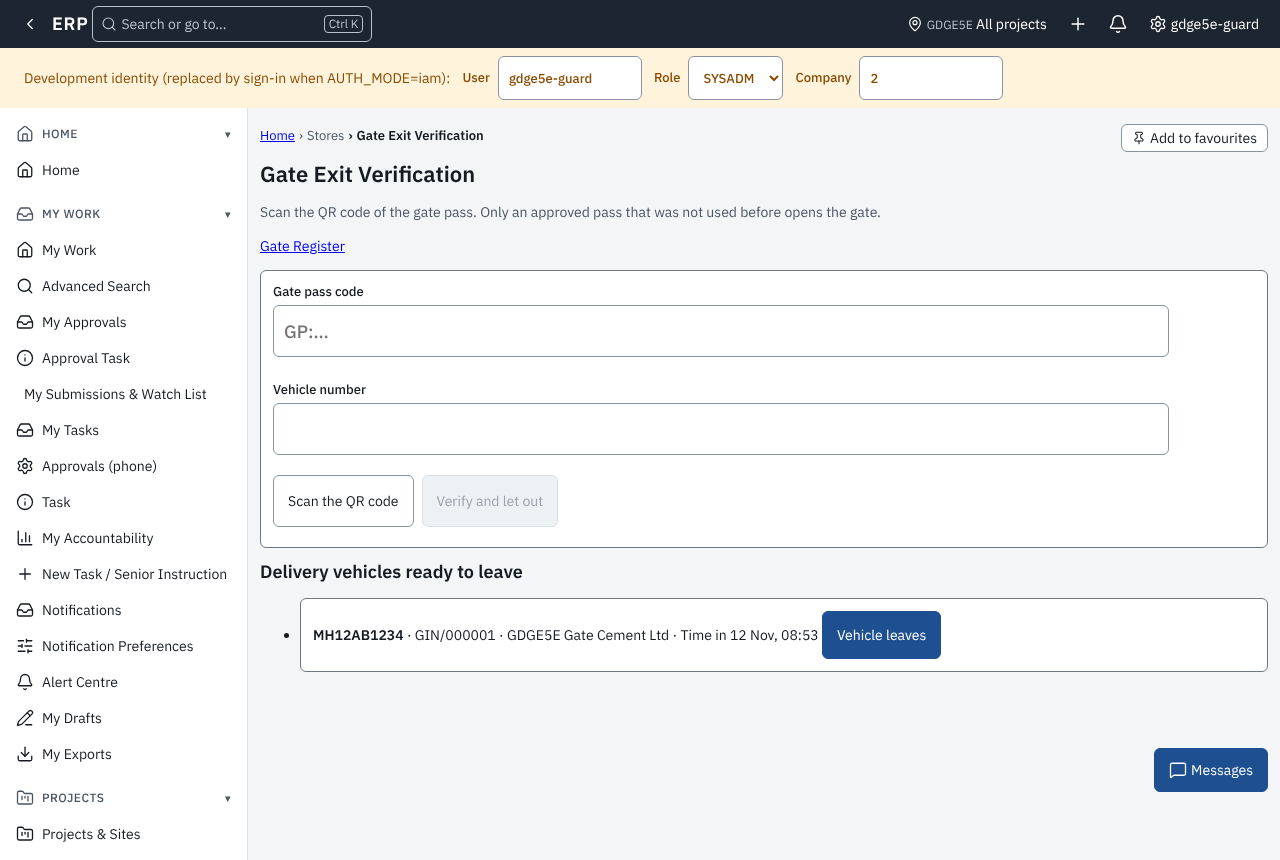 ERP Search or go to... Ctrl K GDGE5E All projects gdge5e-guard
Development identity (replaced by sign-in when AUTH_MODE=iam): User gdge5e-guard Role SYSADM Company 2
HOME
Home
MY WORK
My Work
Advanced Search
My Approvals
Approval Task
My Submissions & Watch List
My Tasks
Approvals (phone)
Task
My Accountability
New Task / Senior Instruction
Notifications
Notification Preferences
Alert Centre
My Drafts
My Exports
PROJECTS
Projects & Sites
Home › Stores › Gate Exit Verification
Add to favourites
Gate Exit Verification
Scan the QR code of the gate pass. Only an approved pass that was not used before opens the gate.
Gate Register
Gate pass code
GP:...
Vehicle number
Scan the QR code Verify and let out
Delivery vehicles ready to leave
• MH12AB1234 · GIN/000001 · GDGE5E Gate Cement Ltd · Time in 12 Nov, 08:53 Vehicle leaves
Messages